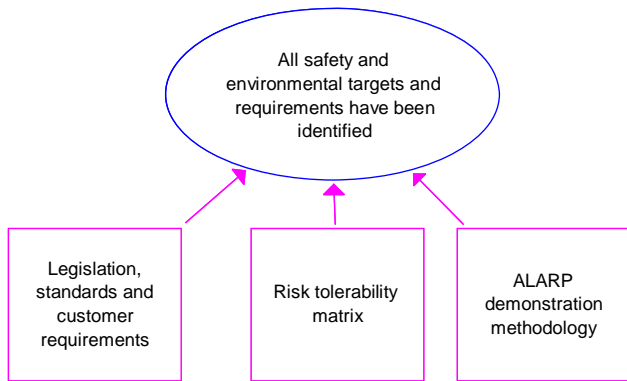 All safety and
environmental targets and
requirements have been
identified
Legislation,
standards and
customer
requirements
Risk tolerability
matrix
ALARP
demonstration
methodology